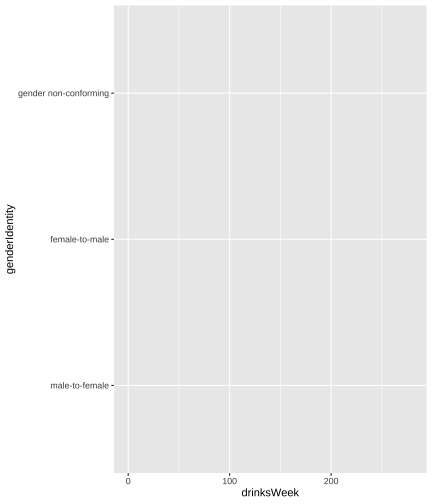 gender non-conforming
genderIdentity
female-to-male
male-to-female
0 100 200
drinksWeek